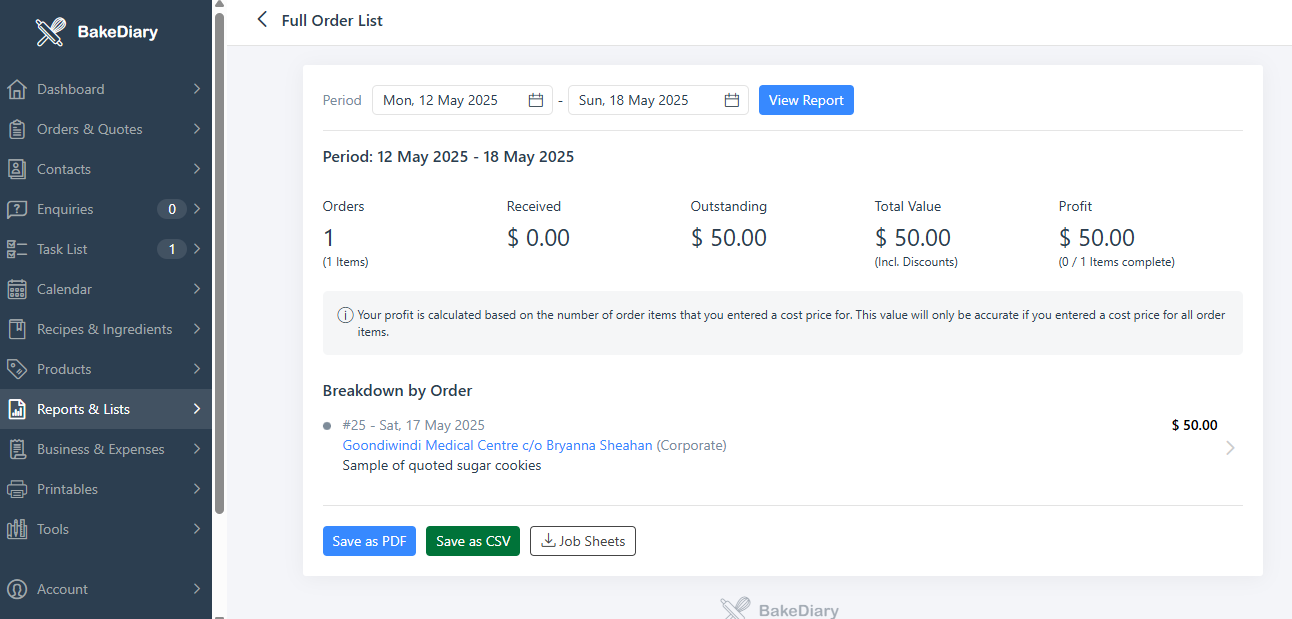 BakeDiary
Dashboard
Orders & Quotes
Contacts
Enquiries 0
Task List 1
Calendar
Recipes & Ingredients
Products
Reports & Lists
Business & Expenses
Printables
Tools
Account
Full Order List
Period Mon, 12 May 2025 - Sun, 18 May 2025 View Report
Period: 12 May 2025 - 18 May 2025
Orders Received Outstanding Total Value Profit
1 $ 0.00 $ 50.00 $ 50.00 $ 50.00
(1 Items) (Incl. Discounts) (0 / 1 Items complete)
Your profit is calculated based on the number of order items that you entered a cost price for. This value will only be accurate if you entered a cost price for all order
items.
Breakdown by Order
#25 - Sat, 17 May 2025 $ 50.00
Goondiwindi Medical Centre c/o Bryanna Sheahan (Corporate)
Sample of quoted sugar cookies
Save as PDF Save as CSV Job Sheets
BakeDiary